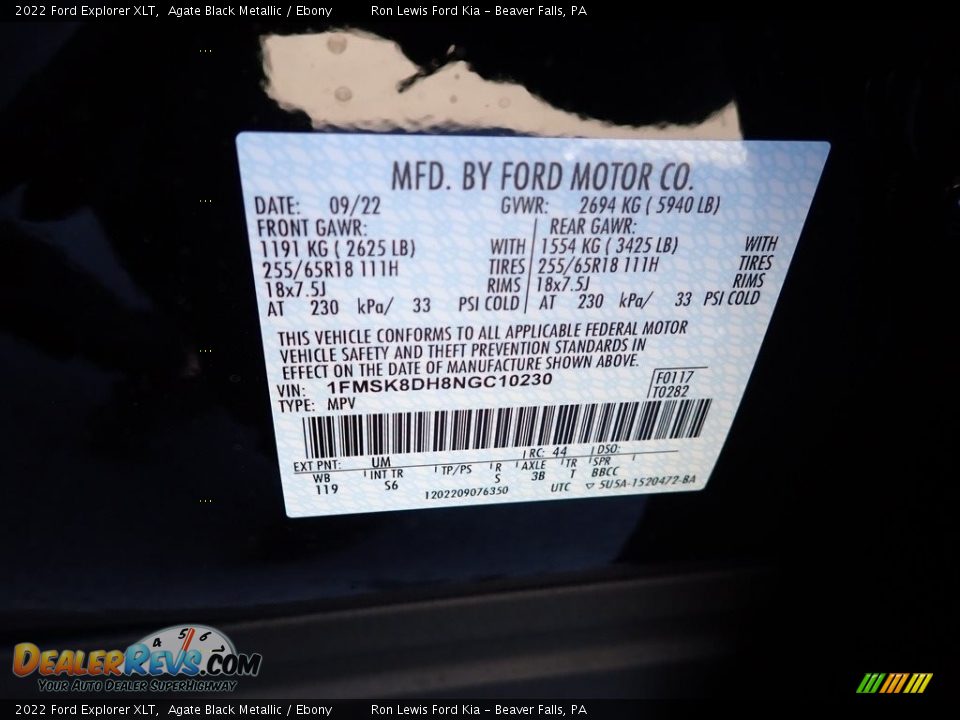 2022 Ford Explorer XLT,  Agate Black Metallic / Ebony     Ron Lewis Ford Kia - Beaver Falls, PA
MFD. BY FORD MOTOR CO.
DATE: 09/22 GVWR: 2694 KG ( 5940 LB)
FRONT GAWR: REAR GAWR:
1191 KG ( 2625 LB) WITH 1554 KG ( 3425 LB) WITH
255/65R18 111H TIRES 255/65R18 111H TIRES
18x7.5J RIMS 18x7.5J RIMS
AT 230 kPa/ 33 PSI COLD AT 230 kPa/ 33 PSI COLD
THIS VEHICLE CONFORMS TO ALL APPLICABLE FEDERAL MOTOR
VEHICLE SAFETY AND THEFT PREVENTION STANDARDS IN
EFFECT ON THE DATE OF MANUFACTURE SHOWN ABOVE.
VIN: 1FMSK8DH8NGC10230 F0117
TYPE: MPV T0282
EXT PNT: UM RC: 44 DSO:
WB INT TR TP/PS R AXLE TR SPR
119 S6 S 3B T BBCC
1202209076350 UTC ▽ 5U5A-1520472-BA
4 5 6
DEALERREVS.COM
Your Auto Dealer SuperHighway
2022 Ford Explorer XLT,  Agate Black Metallic / Ebony     Ron Lewis Ford Kia - Beaver Falls, PA